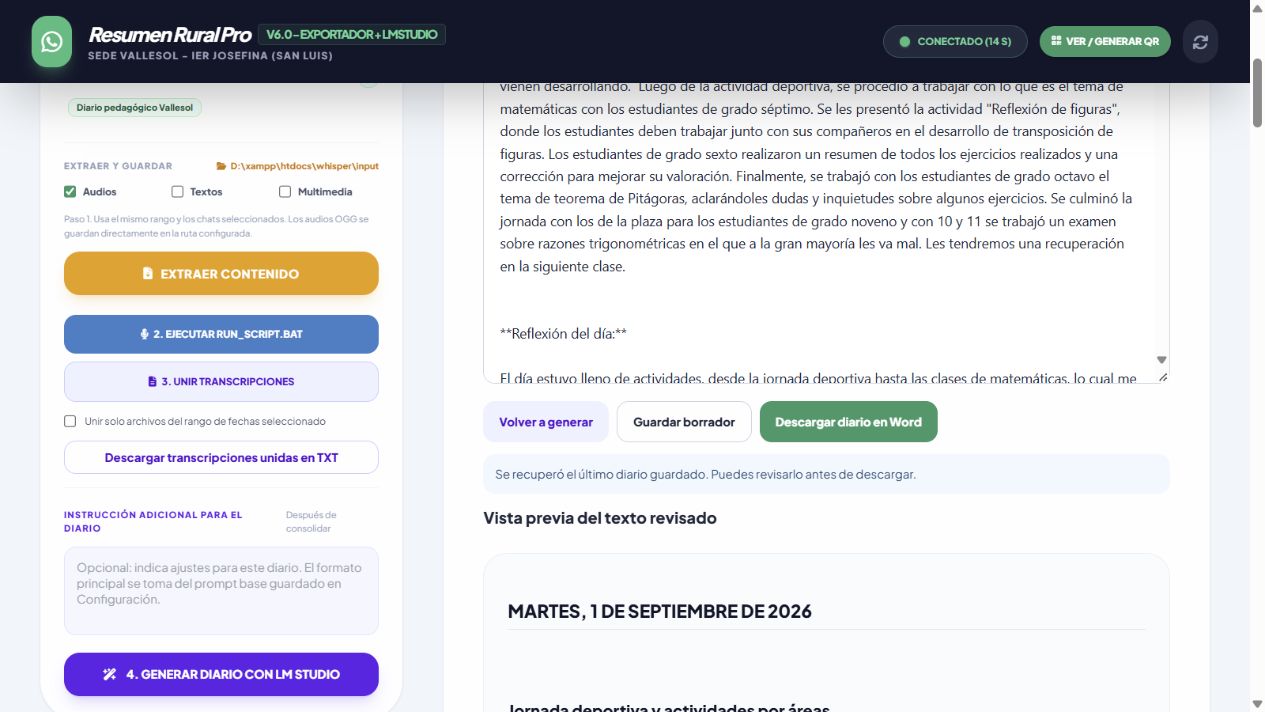 Resumen Rural Pro
V6.0 – EXPORTADOR + LMSTUDIO
SEDE VALLESOL – IER JOSEFINA (SAN LUIS)
CONECTADO (14 S)
VER / GENERAR QR
Diario pedagógico Vallesol
EXTRAER Y GUARDAR
D:\xampp\htdocs\whisper\input
Audios
Textos
Multimedia
Paso 1. Usa el mismo rango y los chats seleccionados. Los audios OGG se
guardan directamente en la ruta configurada.
EXTRAER CONTENIDO
2. EJECUTAR RUN_SCRIPT.BAT
3. UNIR TRANSCRIPCIONES
Unir solo archivos del rango de fechas seleccionado
Descargar transcripciones unidas en TXT
INSTRUCCIÓN ADICIONAL PARA EL
DIARIO
Después de
consolidar
Opcional: indica ajustes para este diario. El formato
principal se toma del prompt base guardado en
Configuración.
4. GENERAR DIARIO CON LM STUDIO
vienen desarrollando. Luego de la actividad deportiva, se procedió a trabajar con lo que es el tema de
matemáticas con los estudiantes de grado séptimo. Se les presentó la actividad "Reflexión de figuras",
donde los estudiantes deben trabajar junto con sus compañeros en el desarrollo de transposición de
figuras. Los estudiantes de grado sexto realizaron un resumen de todos los ejercicios realizados y una
corrección para mejorar su valoración. Finalmente, se trabajó con los estudiantes de grado octavo el
tema de teorema de Pitágoras, aclarándoles dudas y inquietudes sobre algunos ejercicios. Se culminó la
jornada con los de la plaza para los estudiantes de grado noveno y con 10 y 11 se trabajó un examen
sobre razones trigonométricas en el que a la gran mayoría les va mal. Les tendremos una recuperación
en la siguiente clase.
**Reflexión del día:**
El día estuvo lleno de actividades, desde la jornada deportiva hasta las clases de matemáticas, lo cual me
Volver a generar
Guardar borrador
Descargar diario en Word
Se recuperó el último diario guardado. Puedes revisarlo antes de descargar.
Vista previa del texto revisado
MARTES, 1 DE SEPTIEMBRE DE 2026
Jornada deportiva y actividades por áreas